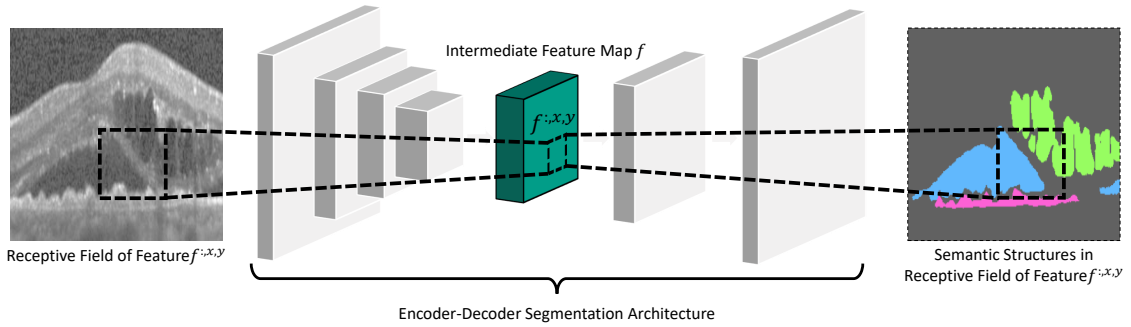 Intermediate Feature Map f
f:,x,y
Receptive Field of Feature f:,x,y
Semantic Structures in
Receptive Field of Feature f:,x,y
Encoder-Decoder Segmentation Architecture